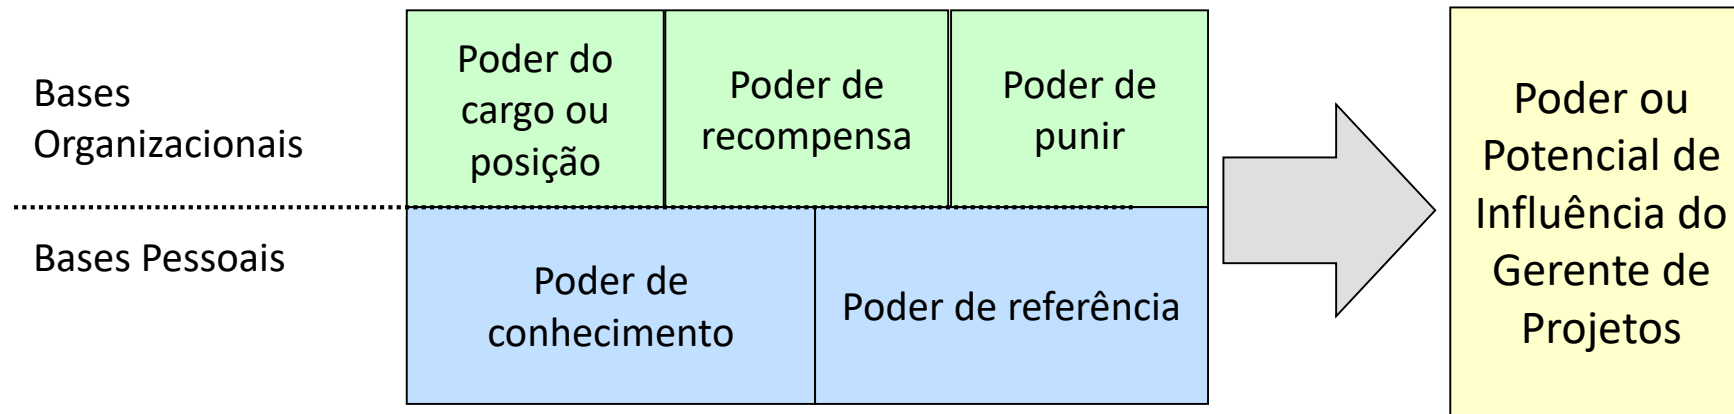 Bases
Organizacionais
Poder do
cargo ou
posição
Poder de
recompensa
Poder de
punir
Bases Pessoais
Poder de
conhecimento
Poder de referência
Poder ou
Potencial de
Influência do
Gerente de
Projetos